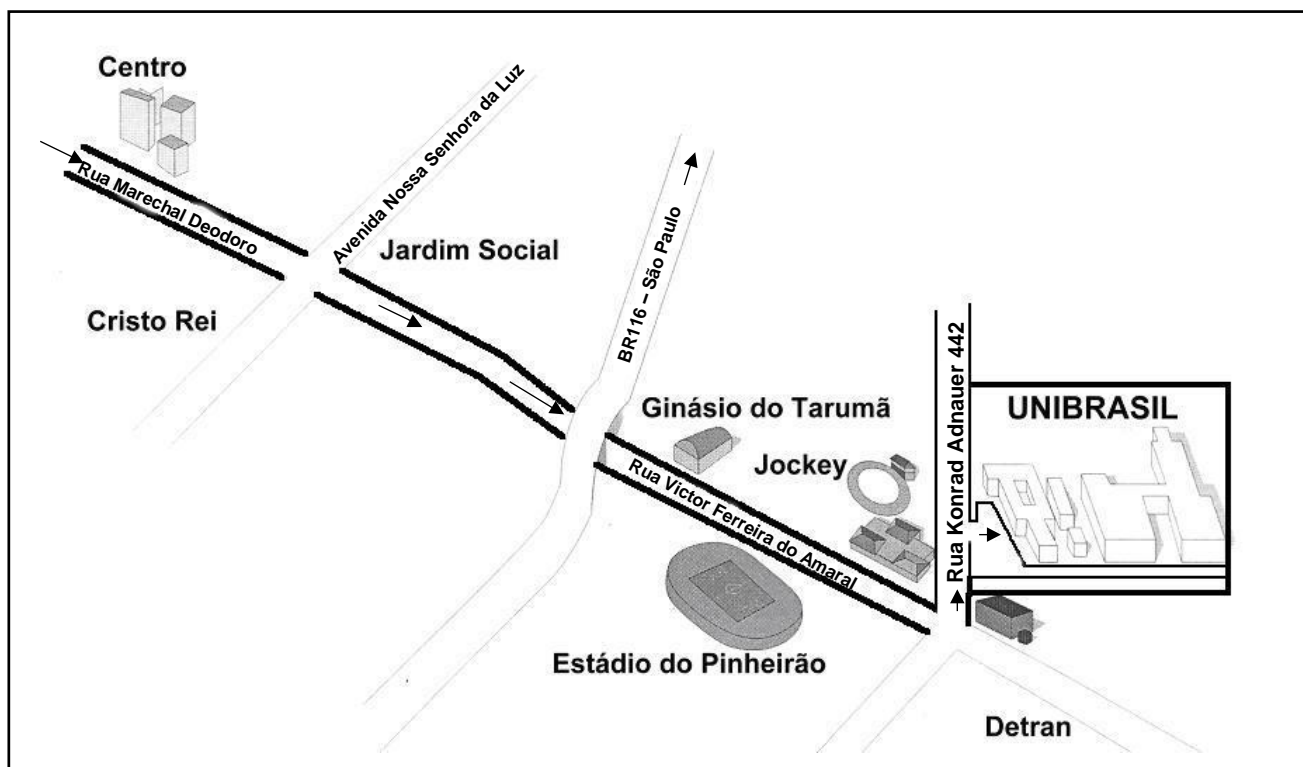 Centro
Rua Marechal Deodoro
Avenida Nossa Senhora da Luz
Jardim Social
Cristo Rei
BR116 – São Paulo
Ginásio do Tarumã
Jockey
Rua Victor Ferreira do Amaral
Estádio do Pinheirão
Rua Konrad Adnauer 442
UNIBRASIL
Detran